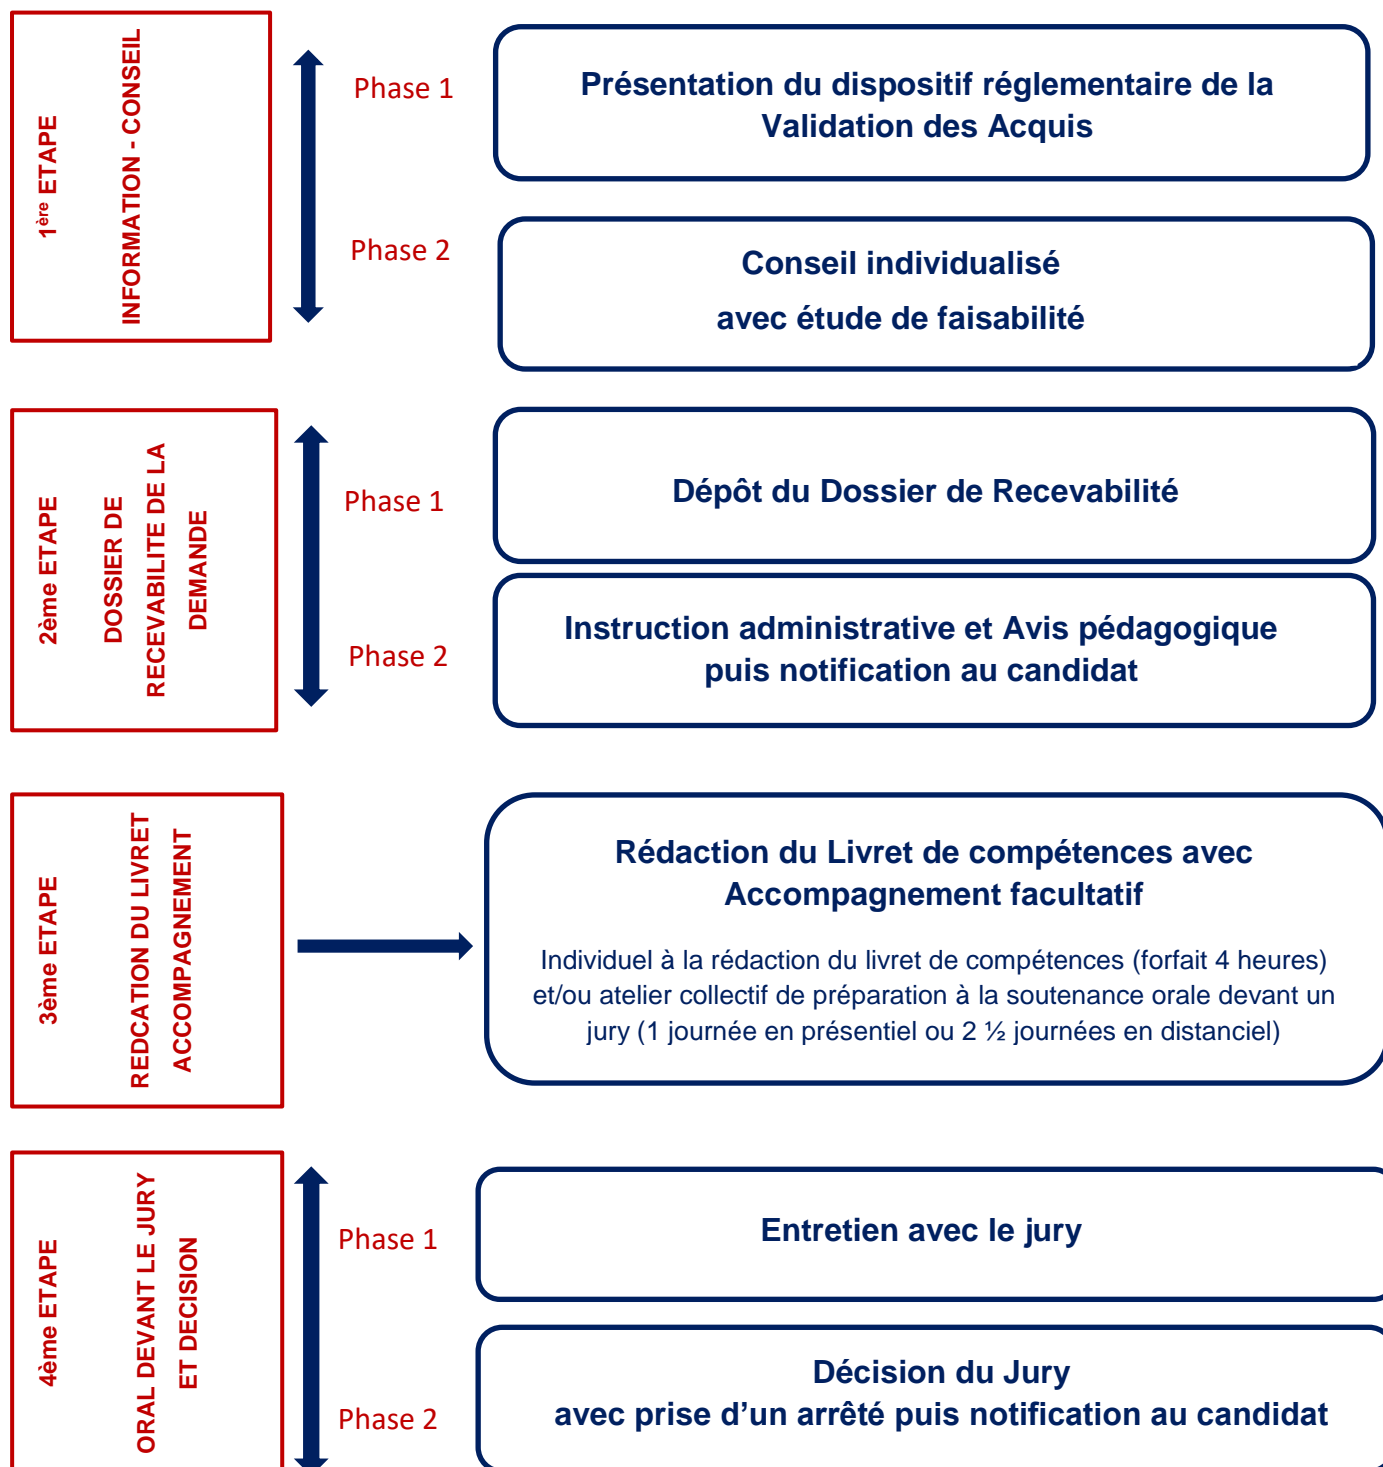 1ère ETAPE
INFORMATION - CONSEIL
Phase 1
Présentation du dispositif réglementaire de la
Validation des Acquis
Phase 2
Conseil individualisé
avec étude de faisabilité
2ème ETAPE
DOSSIER DE
RECEVABILITE DE LA
DEMANDE
Phase 1
Dépôt du Dossier de Recevabilité
Phase 2
Instruction administrative et Avis pédagogique
puis notification au candidat
3ème ETAPE
REDCATION DU LIVRET
ACCOMPAGNEMENT
Rédaction du Livret de compétences avec
Accompagnement facultatif
Individuel à la rédaction du livret de compétences (forfait 4 heures)
et/ou atelier collectif de préparation à la soutenance orale devant un
jury (1 journée en présentiel ou 2 ½ journées en distanciel)
4ème ETAPE
ORAL DEVANT LE JURY
ET DECISION
Phase 1
Entretien avec le jury
Phase 2
Décision du Jury
avec prise d’un arrêté puis notification au candidat